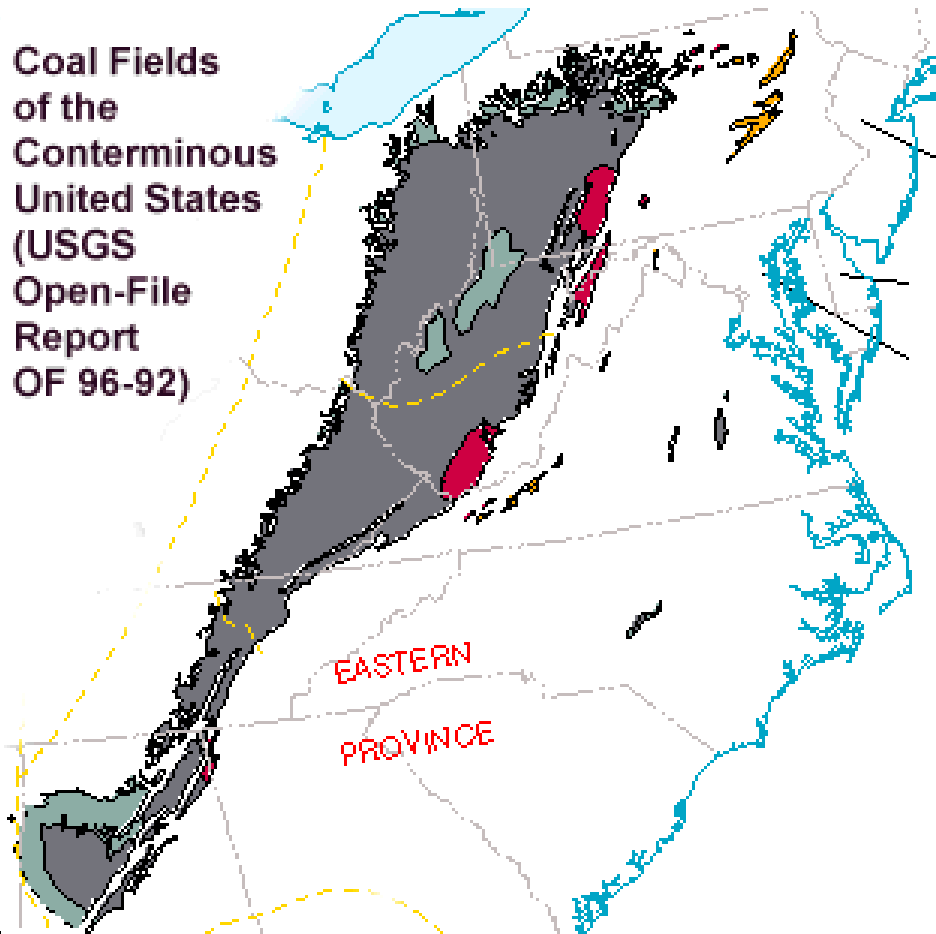 Coal Fields
of the
Conterminous
United States
(USGS
Open-File
Report
OF 96-92)
EASTERN
PROVINCE